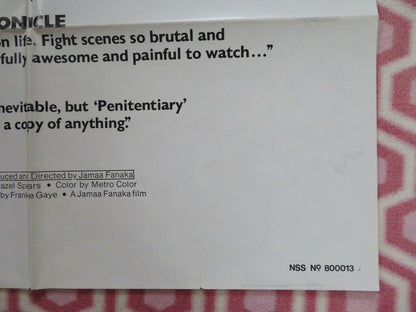 ONICLE
on life. Fight scenes so brutal and
fully awesome and painful to watch…”
nevitable, but ‘Penitentiary’
a copy of anything.”
duced and Directed by Jamaa Fanaka
azel Spears • Color by Metro Color
by Frankie Gaye • A Jamaa Fanaka film
NSS Nº 800013